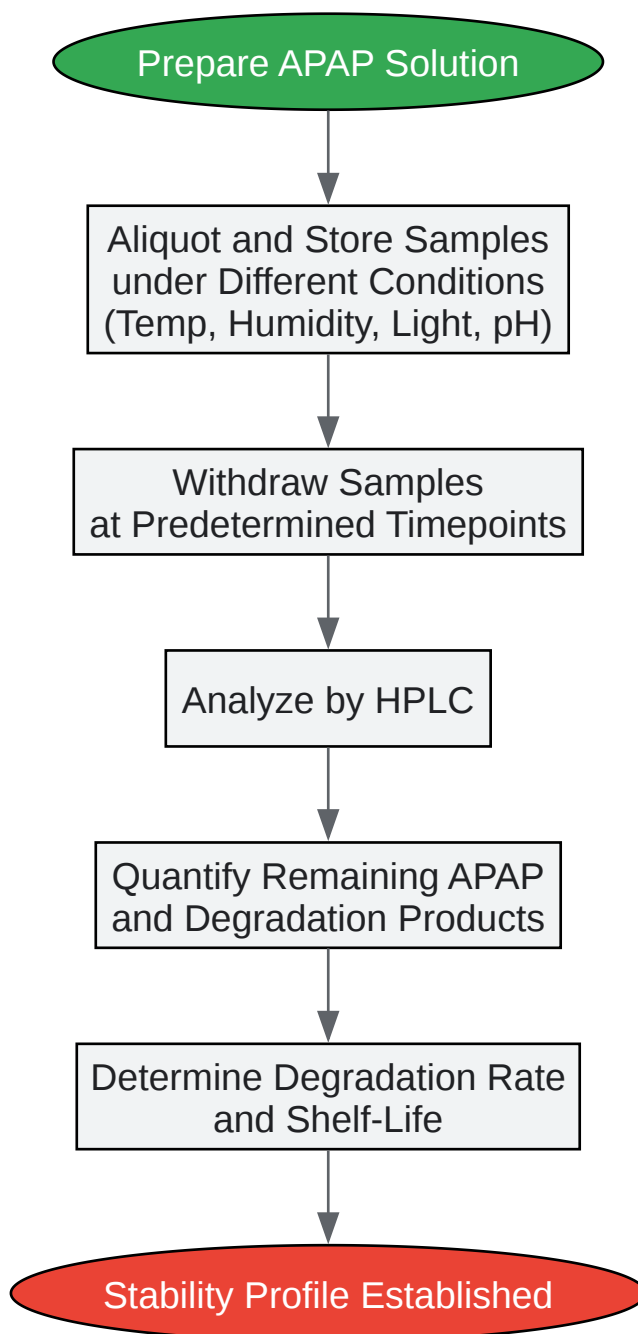 Prepare APAP Solution
Aliquot and Store Samples
under Different Conditions
(Temp, Humidity, Light, pH)
Withdraw Samples
at Predetermined Timepoints
Analyze by HPLC
Quantify Remaining APAP
and Degradation Products
Determine Degradation Rate
and Shelf-Life
Stability Profile Established